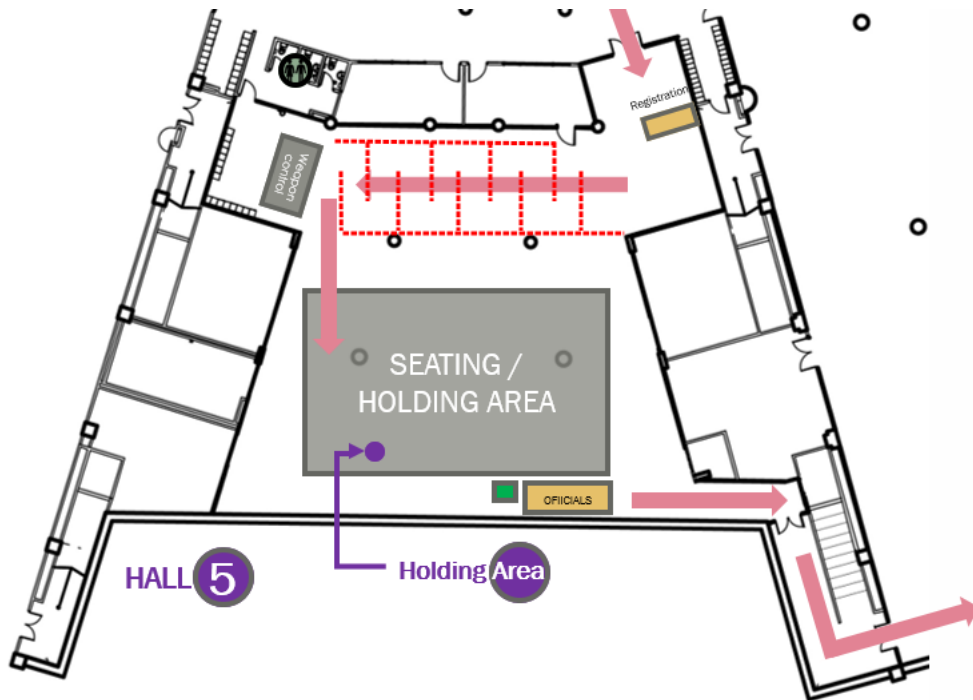 Registration
Weapon
control
SEATING /
HOLDING AREA
OFIICIALS
HALL 5
Holding Area